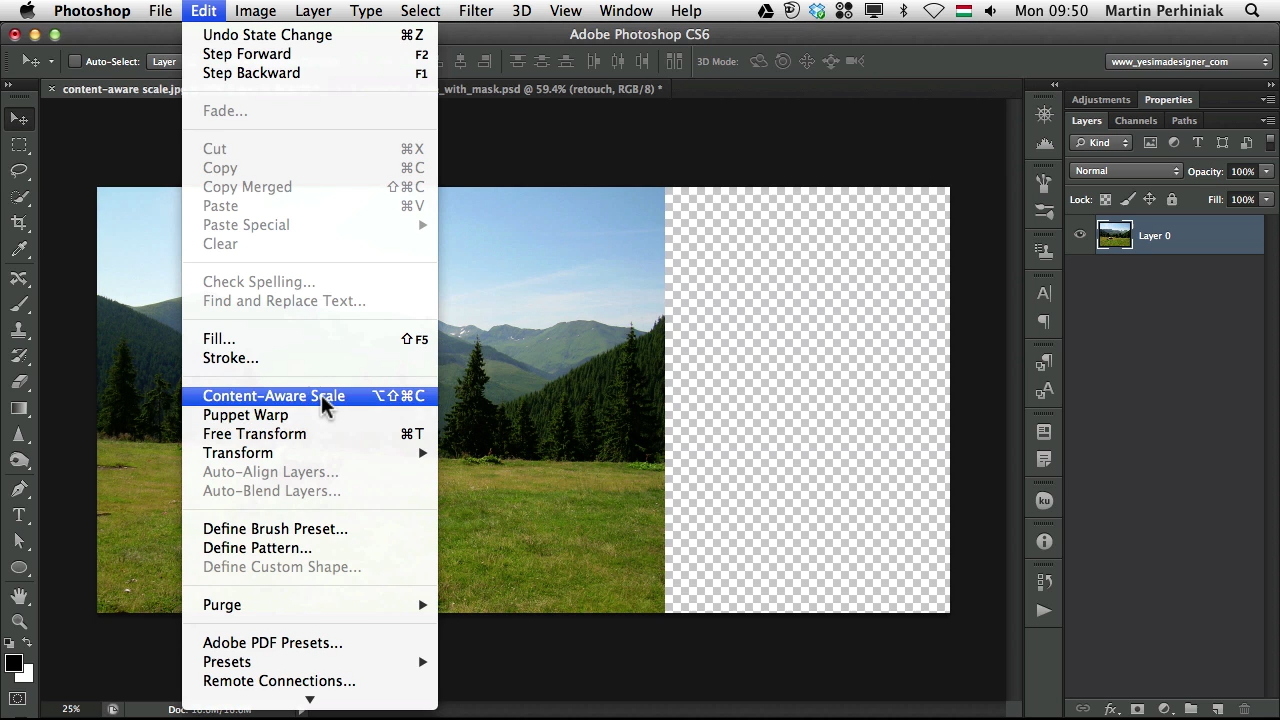 Photoshop File Edit Image Layer Type Select Filter 3D View Window Help Mon 09:50 Martin Perhiniak
Adobe Photoshop CS6
Auto-Select: Layer 3D Mode: www_yesimadesigner_com
content-aware scale.jp _with_mask.psd @ 59.4% (retouch, RGB/8) *
Undo State Change ⌘Z
Step Forward F2
Step Backward F1
Fade...
Cut ⌘X
Copy ⌘C
Copy Merged ⇧⌘C
Paste ⌘V
Paste Special
Clear
Check Spelling...
Find and Replace Text...
Fill... ⇧F5
Stroke...
Content-Aware Scale ⌥⇧⌘C
Puppet Warp
Free Transform ⌘T
Transform
Auto-Align Layers...
Auto-Blend Layers...
Define Brush Preset...
Define Pattern...
Define Custom Shape...
Purge
Adobe PDF Presets...
Presets
Remote Connections...
Adjustments Properties
Layers Channels Paths
Kind
Normal Opacity: 100%
Lock: Fill: 100%
Layer 0
ku
25%